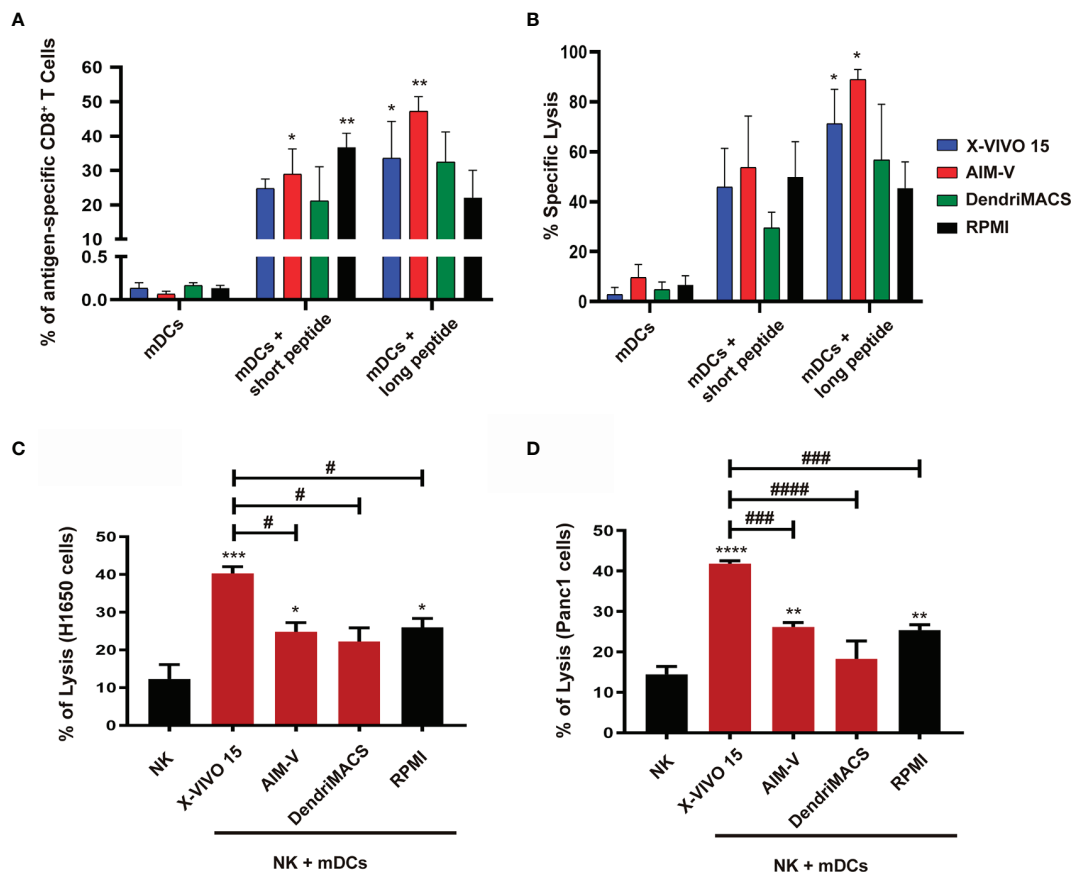 A
% of antigen-specific CD8⁺ T Cells
60
50
40
30
20
10
0.5
0.0
* ** * **
mDCs
mDCs +
short peptide
mDCs +
long peptide
B
% Specific Lysis
100
80
60
40
20
0
* *
X-VIVO 15
AIM-V
DendriMACS
RPMI
C
% of Lysis (H1650 cells)
50
40
30
20
10
0
#
#
#
*** * *
NK
X-VIVO 15
AIM-V
DendriMACS
RPMI
NK + mDCs
D
% of Lysis (Panc1 cells)
50
40
30
20
10
0
###
####
###
**** ** **
NK
X-VIVO 15
AIM-V
DendriMACS
RPMI
NK + mDCs